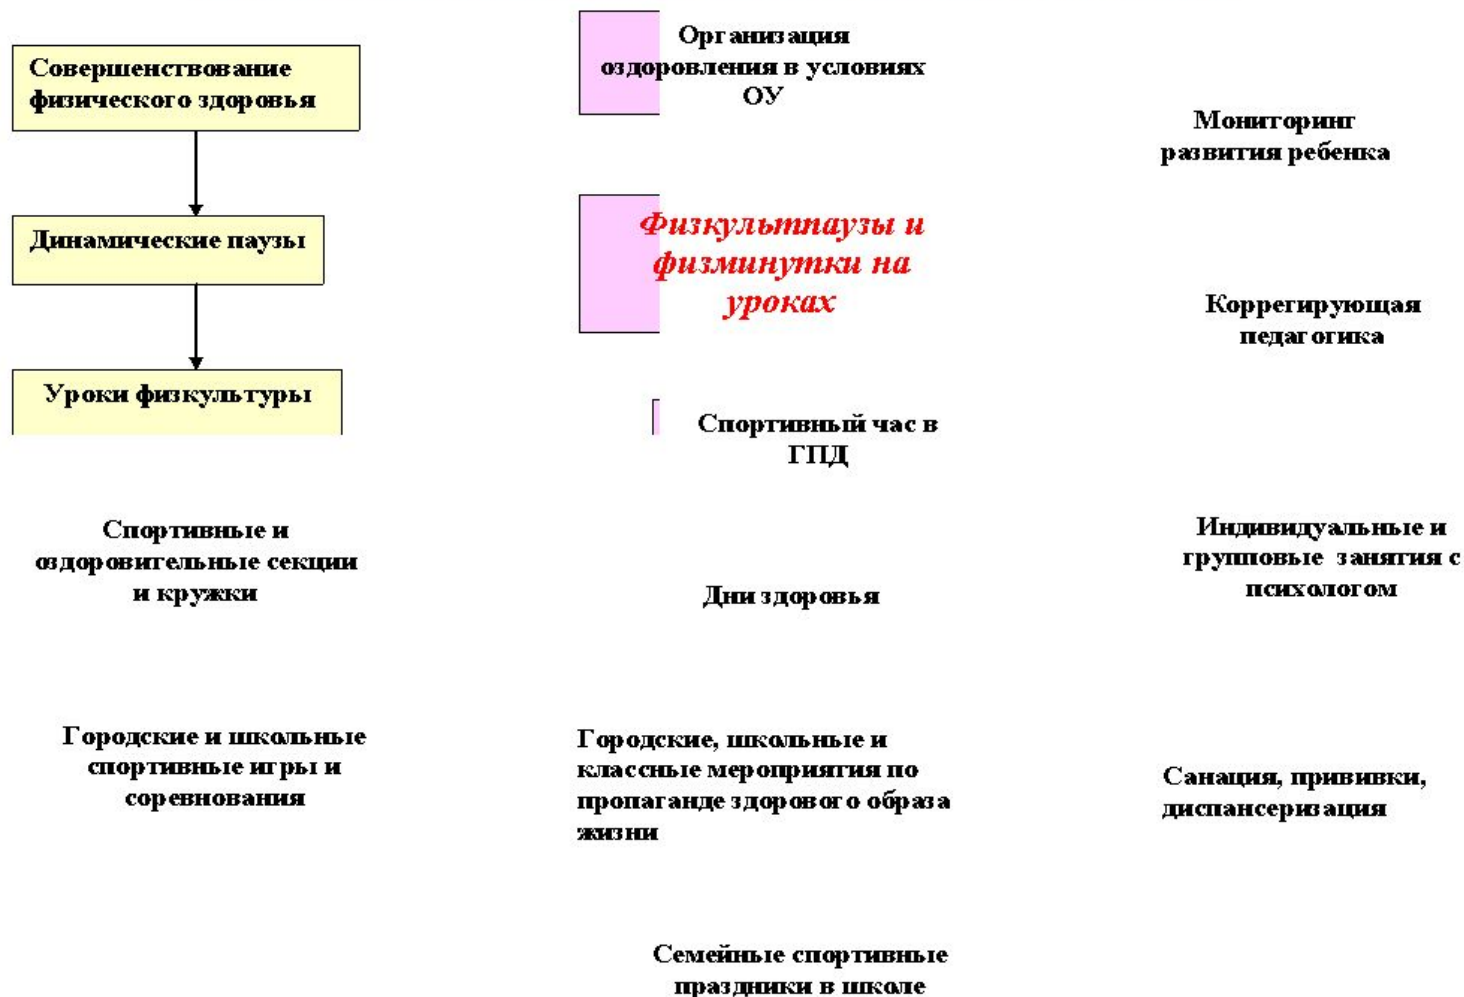 Совершенствование
физического здоровья
Динамические паузы
Уроки физкультуры
Спортивные и
оздоровительные секции
и кружки
Городские и школьные
спортивные игры и
соревнования
Организация
оздоровления в условиях
ОУ
Физкультпаузы и
физминутки на
уроках
Спортивный час в
ГПД
Дни здоровья
Городские, школьные и
классные мероприятия по
пропаганде здорового образа
жизни
Семейные спортивные
праздники в школе
Мониторинг
развития ребенка
Коррегирующая
педагогика
Индивидуальные и
групповые занятия с
психологом
Санация, прививки,
диспансеризация